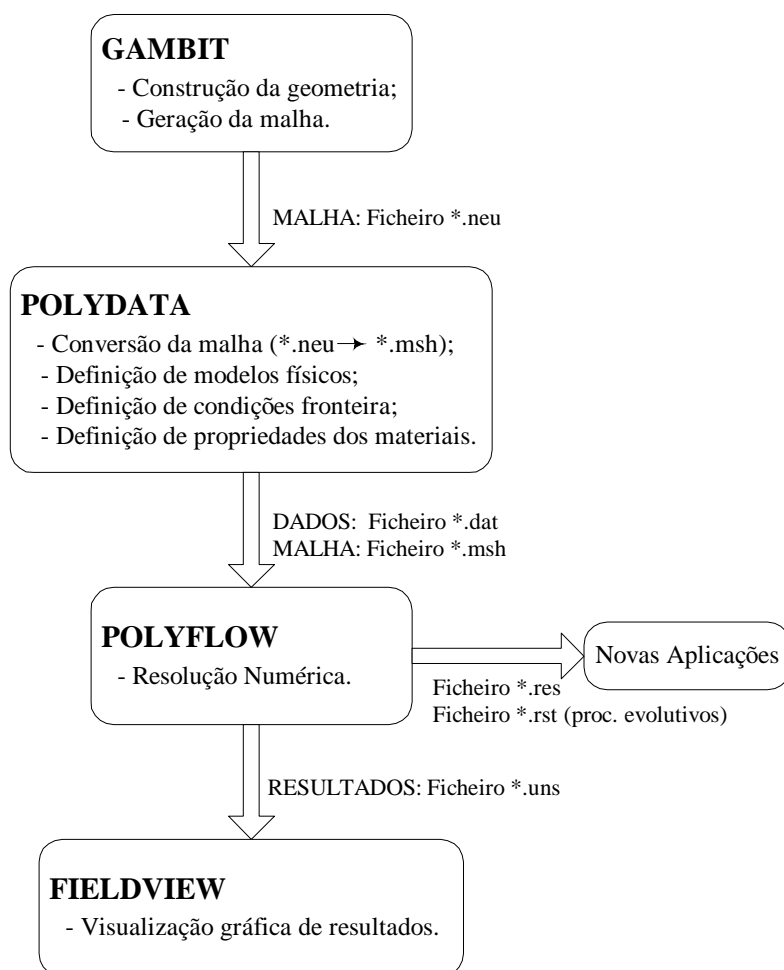 GAMBIT
- Construção da geometria;
- Geração da malha.
MALHA: Ficheiro *.neu
POLYDATA
- Conversão da malha (*.neu→ *.msh);
- Definição de modelos físicos;
- Definição de condições fronteira;
- Definição de propriedades dos materiais.
DADOS: Ficheiro *.dat
MALHA: Ficheiro *.msh
POLYFLOW
- Resolução Numérica.
Novas Aplicações
Ficheiro *.res
Ficheiro *.rst (proc. evolutivos)
RESULTADOS: Ficheiro *.uns
FIELDVIEW
- Visualização gráfica de resultados.